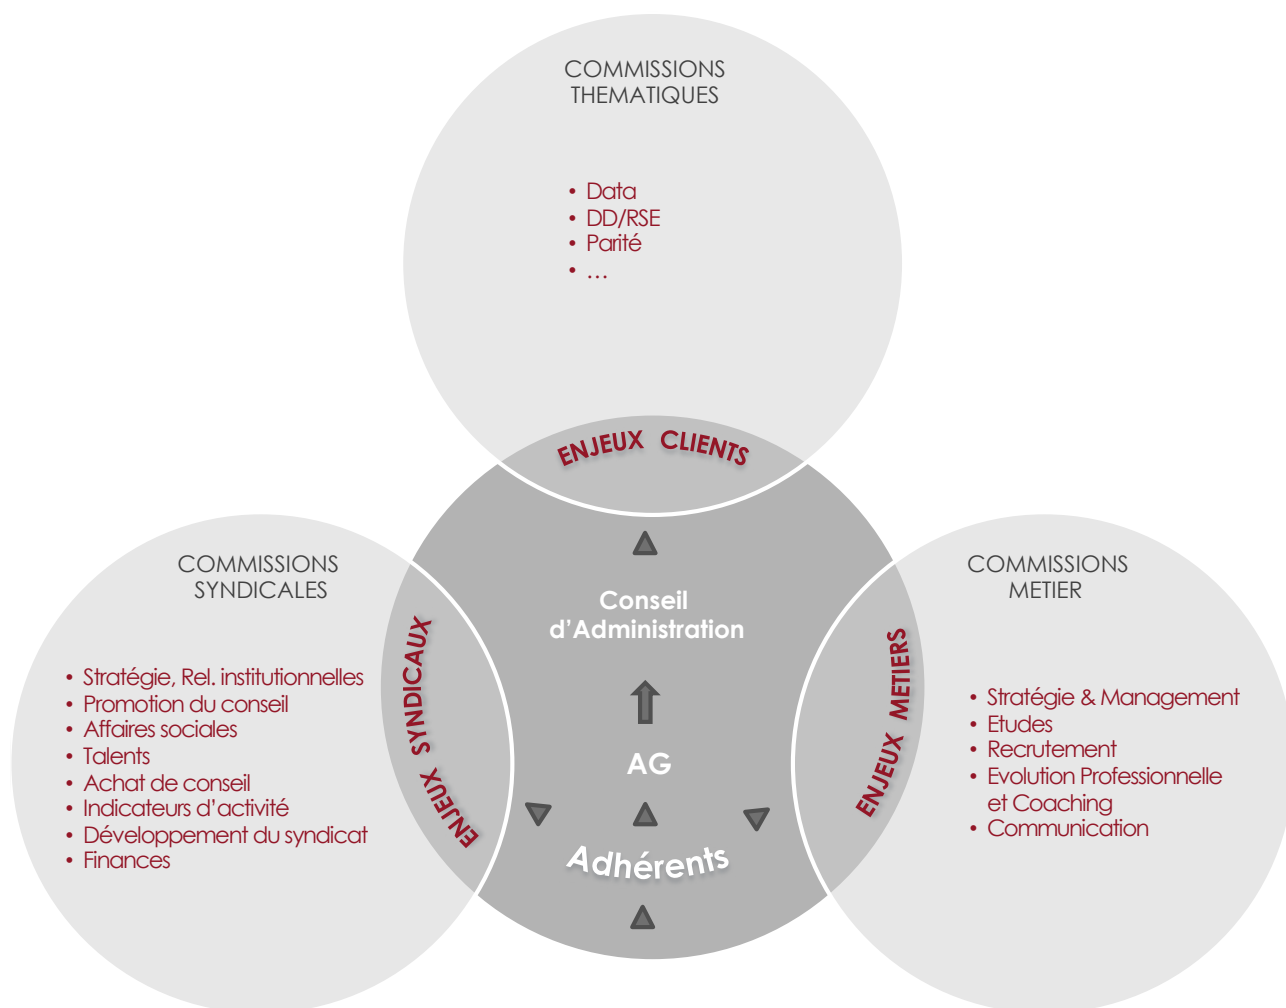 COMMISSIONS
THEMATIQUES
• Data
• DD/RSE
• Parité
• …
ENJEUX CLIENTS
COMMISSIONS
SYNDICALES
• Stratégie, Rel. institutionnelles
• Promotion du conseil
• Affaires sociales
• Talents
• Achat de conseil
• Indicateurs d’activité
• Développement du syndicat
• Finances
ENJEUX SYNDICAUX
Conseil
d’Administration
AG
Adhérents
ENJEUX METIERS
COMMISSIONS
METIER
• Stratégie & Management
• Etudes
• Recrutement
• Evolution Professionnelle
et Coaching
• Communication